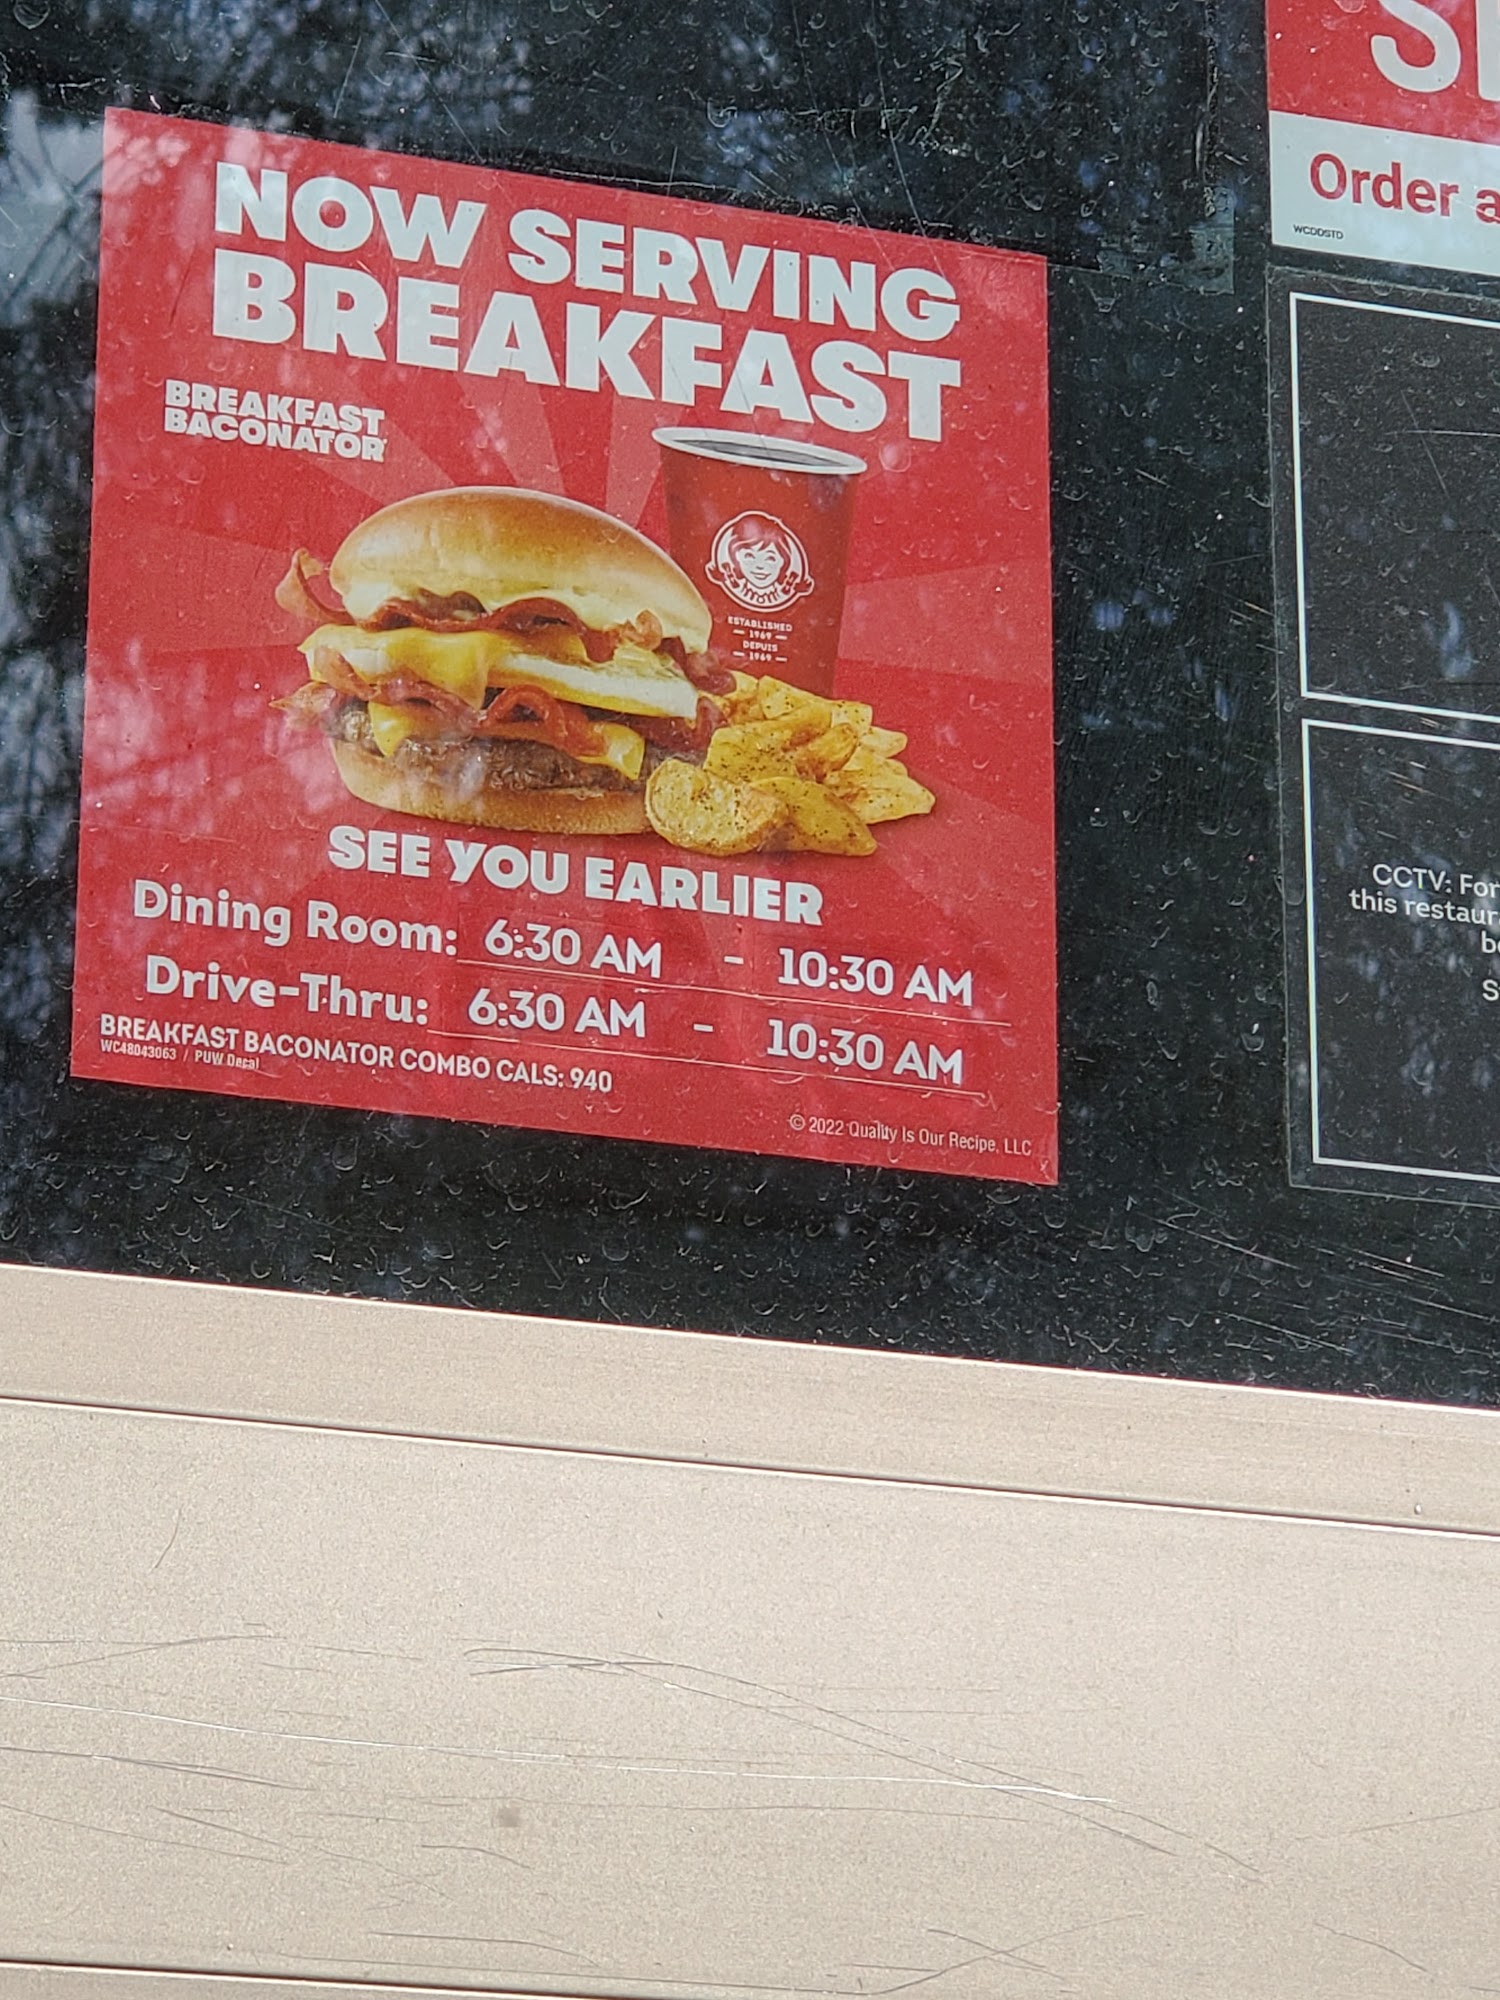 NOW SERVING
BREAKFAST
BREAKFAST
BACONATOR
ESTABLISHED
1969
DEPUIS
1969
SEE YOU EARLIER
Dining Room: 6:30 AM - 10:30 AM
Drive-Thru: 6:30 AM - 10:30 AM
BREAKFAST BACONATOR COMBO CALS: 940
WC48043063 / PUW Decal
© 2022 Quality Is Our Recipe, LLC
Order
WCDDSTD
CCTV: For
this